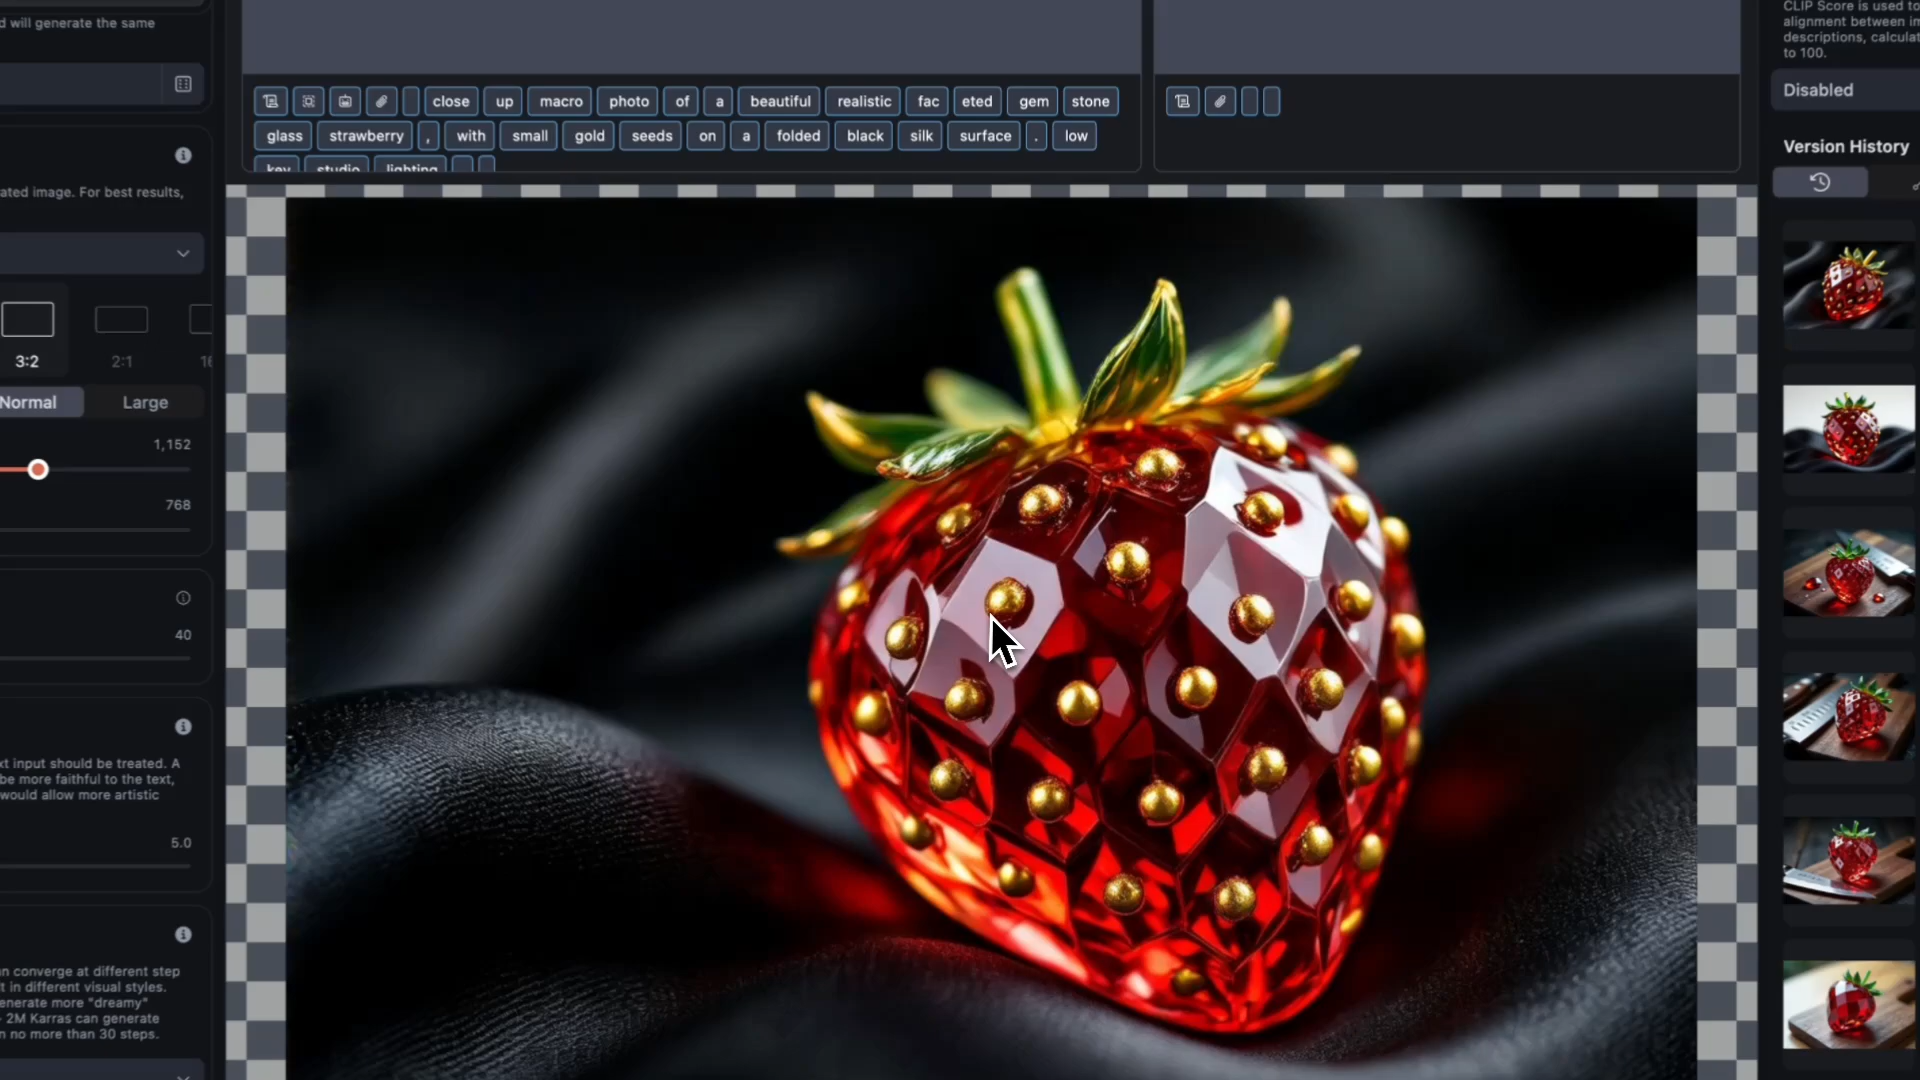 d will generate the same
ated image. For best results,
3:2
2:1
Normal
Large
1,152
768
40
xt input should be treated. A
be more faithful to the text,
would allow more artistic
5.0
n converge at different step
t in different visual styles.
enerate more "dreamy"
- 2M Karras can generate
n no more than 30 steps.
close up macro photo of a beautiful realistic fac eted gem stone
glass strawberry , with small gold seeds on a folded black silk surface . low
key studio lighting
CLIP Score is used to
alignment between im
descriptions, calculat
to 100.
Disabled
Version History